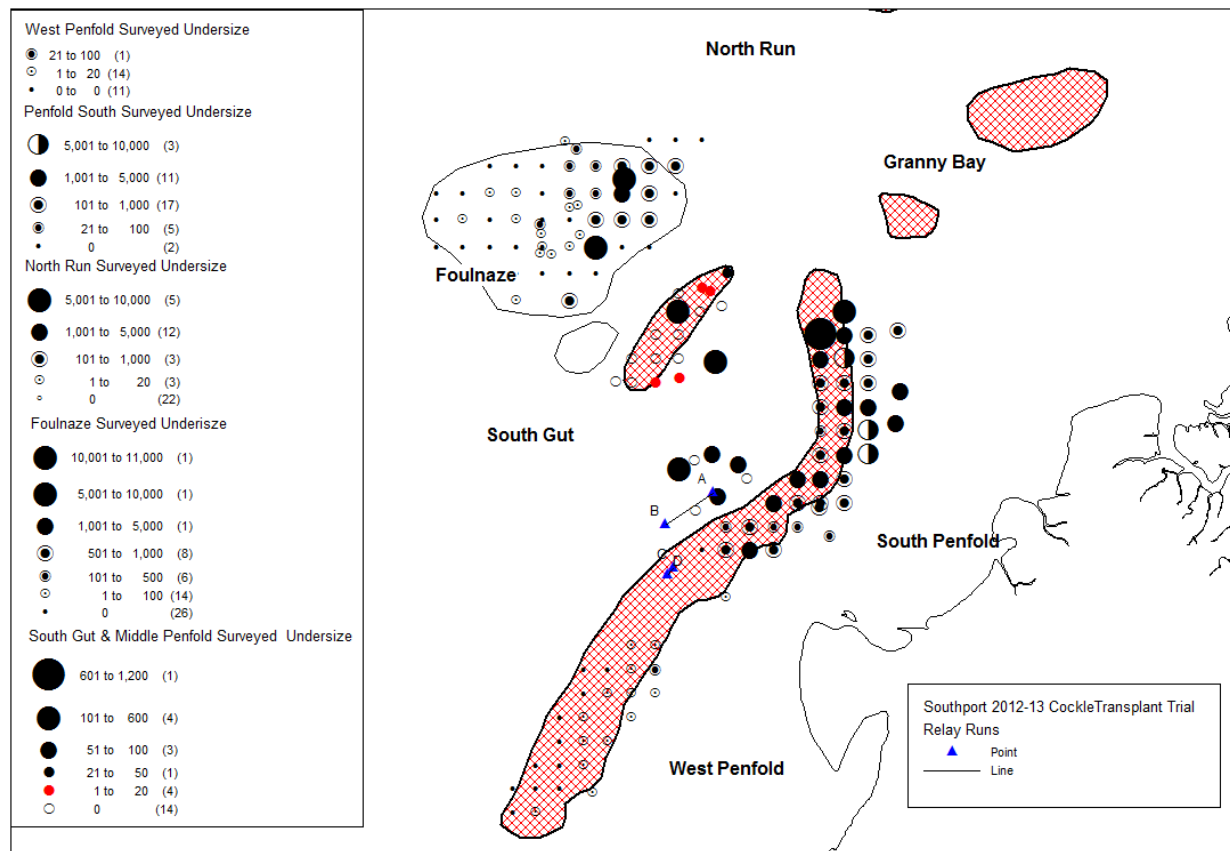 West Penfold Surveyed Undersize
21 to 100 (1)
1 to 20 (14)
0 to 0 (11)
Penfold South Surveyed Undersize
5,001 to 10,000 (3)
1,001 to 5,000 (11)
101 to 1,000 (17)
21 to 100 (5)
0 (2)
North Run Surveyed Undersize
5,001 to 10,000 (5)
1,001 to 5,000 (12)
101 to 1,000 (3)
1 to 20 (3)
0 (22)
Foulnaze Surveyed Underisze
10,001 to 11,000 (1)
5,001 to 10,000 (1)
1,001 to 5,000 (1)
501 to 1,000 (8)
101 to 500 (6)
1 to 100 (14)
0 (26)
South Gut & Middle Penfold Surveyed Undersize
601 to 1,200 (1)
101 to 600 (4)
51 to 100 (3)
21 to 50 (1)
1 to 20 (4)
0 (14)
North Run
Granny Bay
Foulnaze
South Gut
A
B
South Penfold
West Penfold
Southport 2012-13 CockleTransplant Trial
Relay Runs
Point
Line